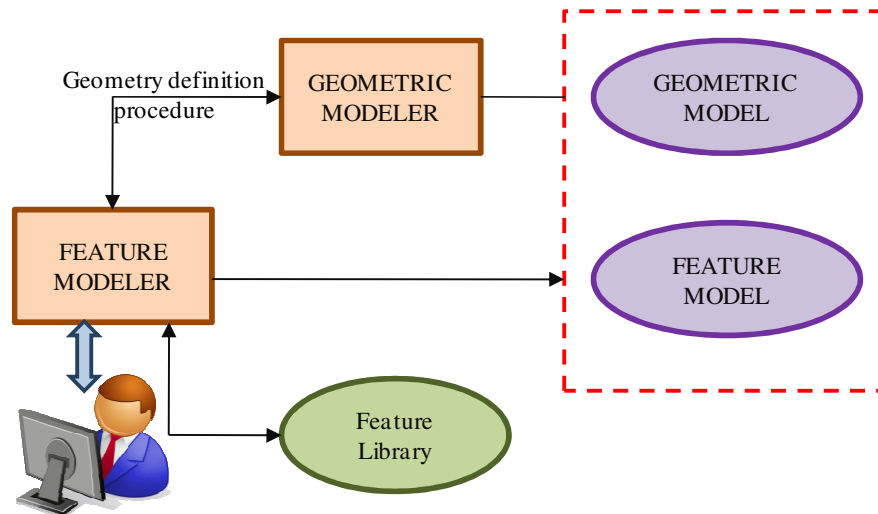 Geometry definition
procedure
GEOMETRIC
MODELER
GEOMETRIC
MODEL
FEATURE
MODELER
FEATURE
MODEL
Feature
Library